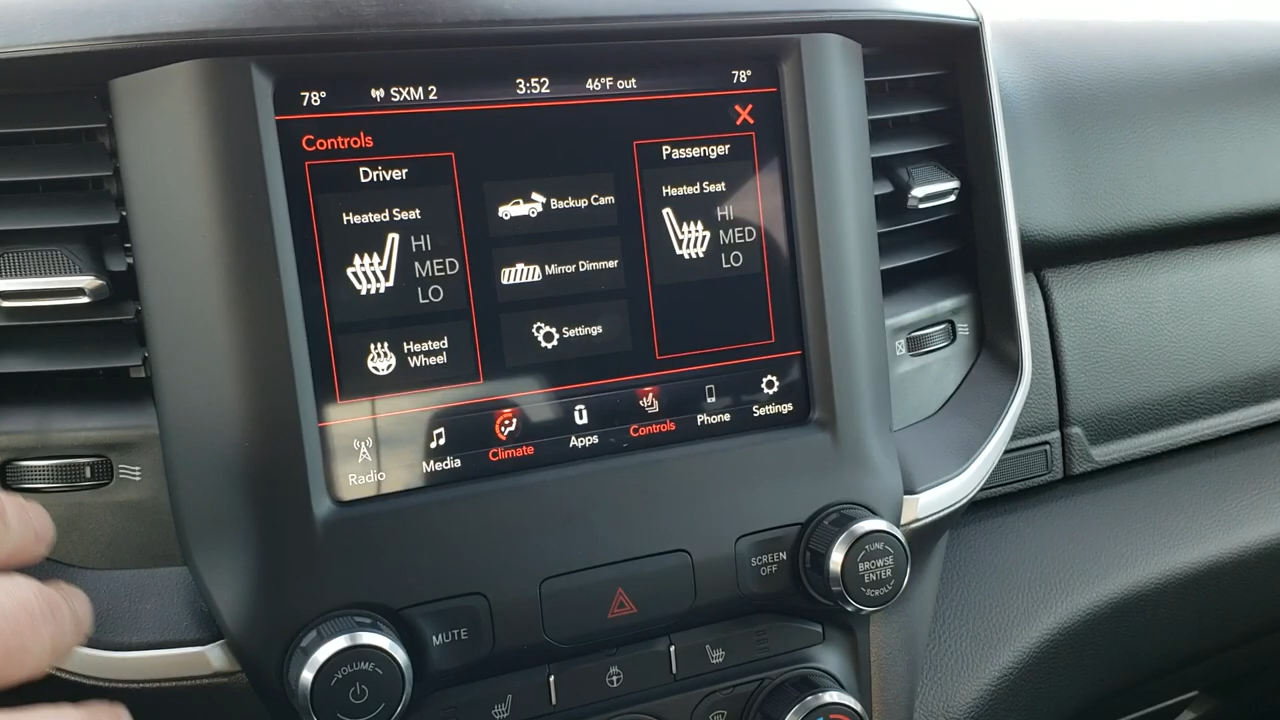 78° SXM 2 3:52 46°F out 78°
Controls
Driver
Heated Seat
HI
MED
LO
Heated
Wheel
Backup Cam
Mirror Dimmer
Settings
Passenger
Heated Seat
HI
MED
LO
Radio Media Climate Apps Controls Phone Settings
SCREEN
OFF
TUNE
BROWSE
ENTER
SCROLL
MUTE
VOLUME